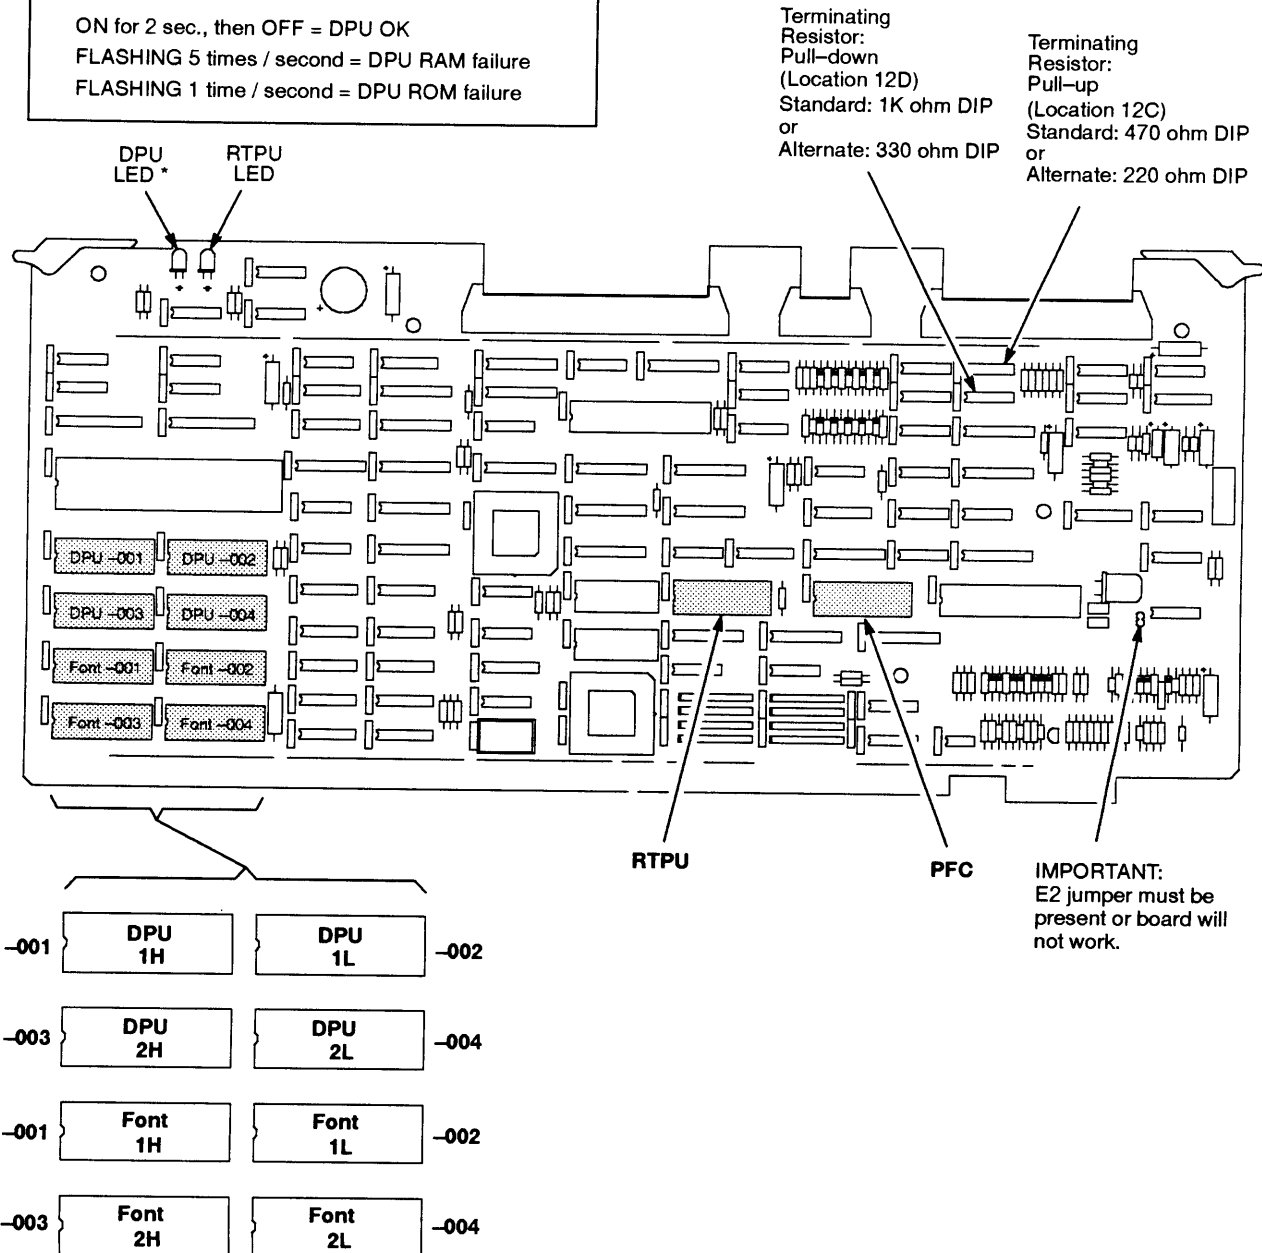 ON for 2 sec., then OFF = DPU OK
FLASHING 5 times / second = DPU RAM failure
FLASHING 1 time / second = DPU ROM failure
DPU
LED *
RTPU
LED
Terminating
Resistor:
Pull–down
(Location 12D)
Standard: 1K ohm DIP
or
Alternate: 330 ohm DIP
Terminating
Resistor:
Pull–up
(Location 12C)
Standard: 470 ohm DIP
or
Alternate: 220 ohm DIP
DPU –001
DPU –002
DPU –003
DPU –004
Font –001
Font –002
Font –003
Font –004
RTPU
PFC
IMPORTANT:
E2 jumper must be
present or board will
not work.
–001
DPU
1H
DPU
1L
–002
–003
DPU
2H
DPU
2L
–004
–001
Font
1H
Font
1L
–002
–003
Font
2H
Font
2L
–004